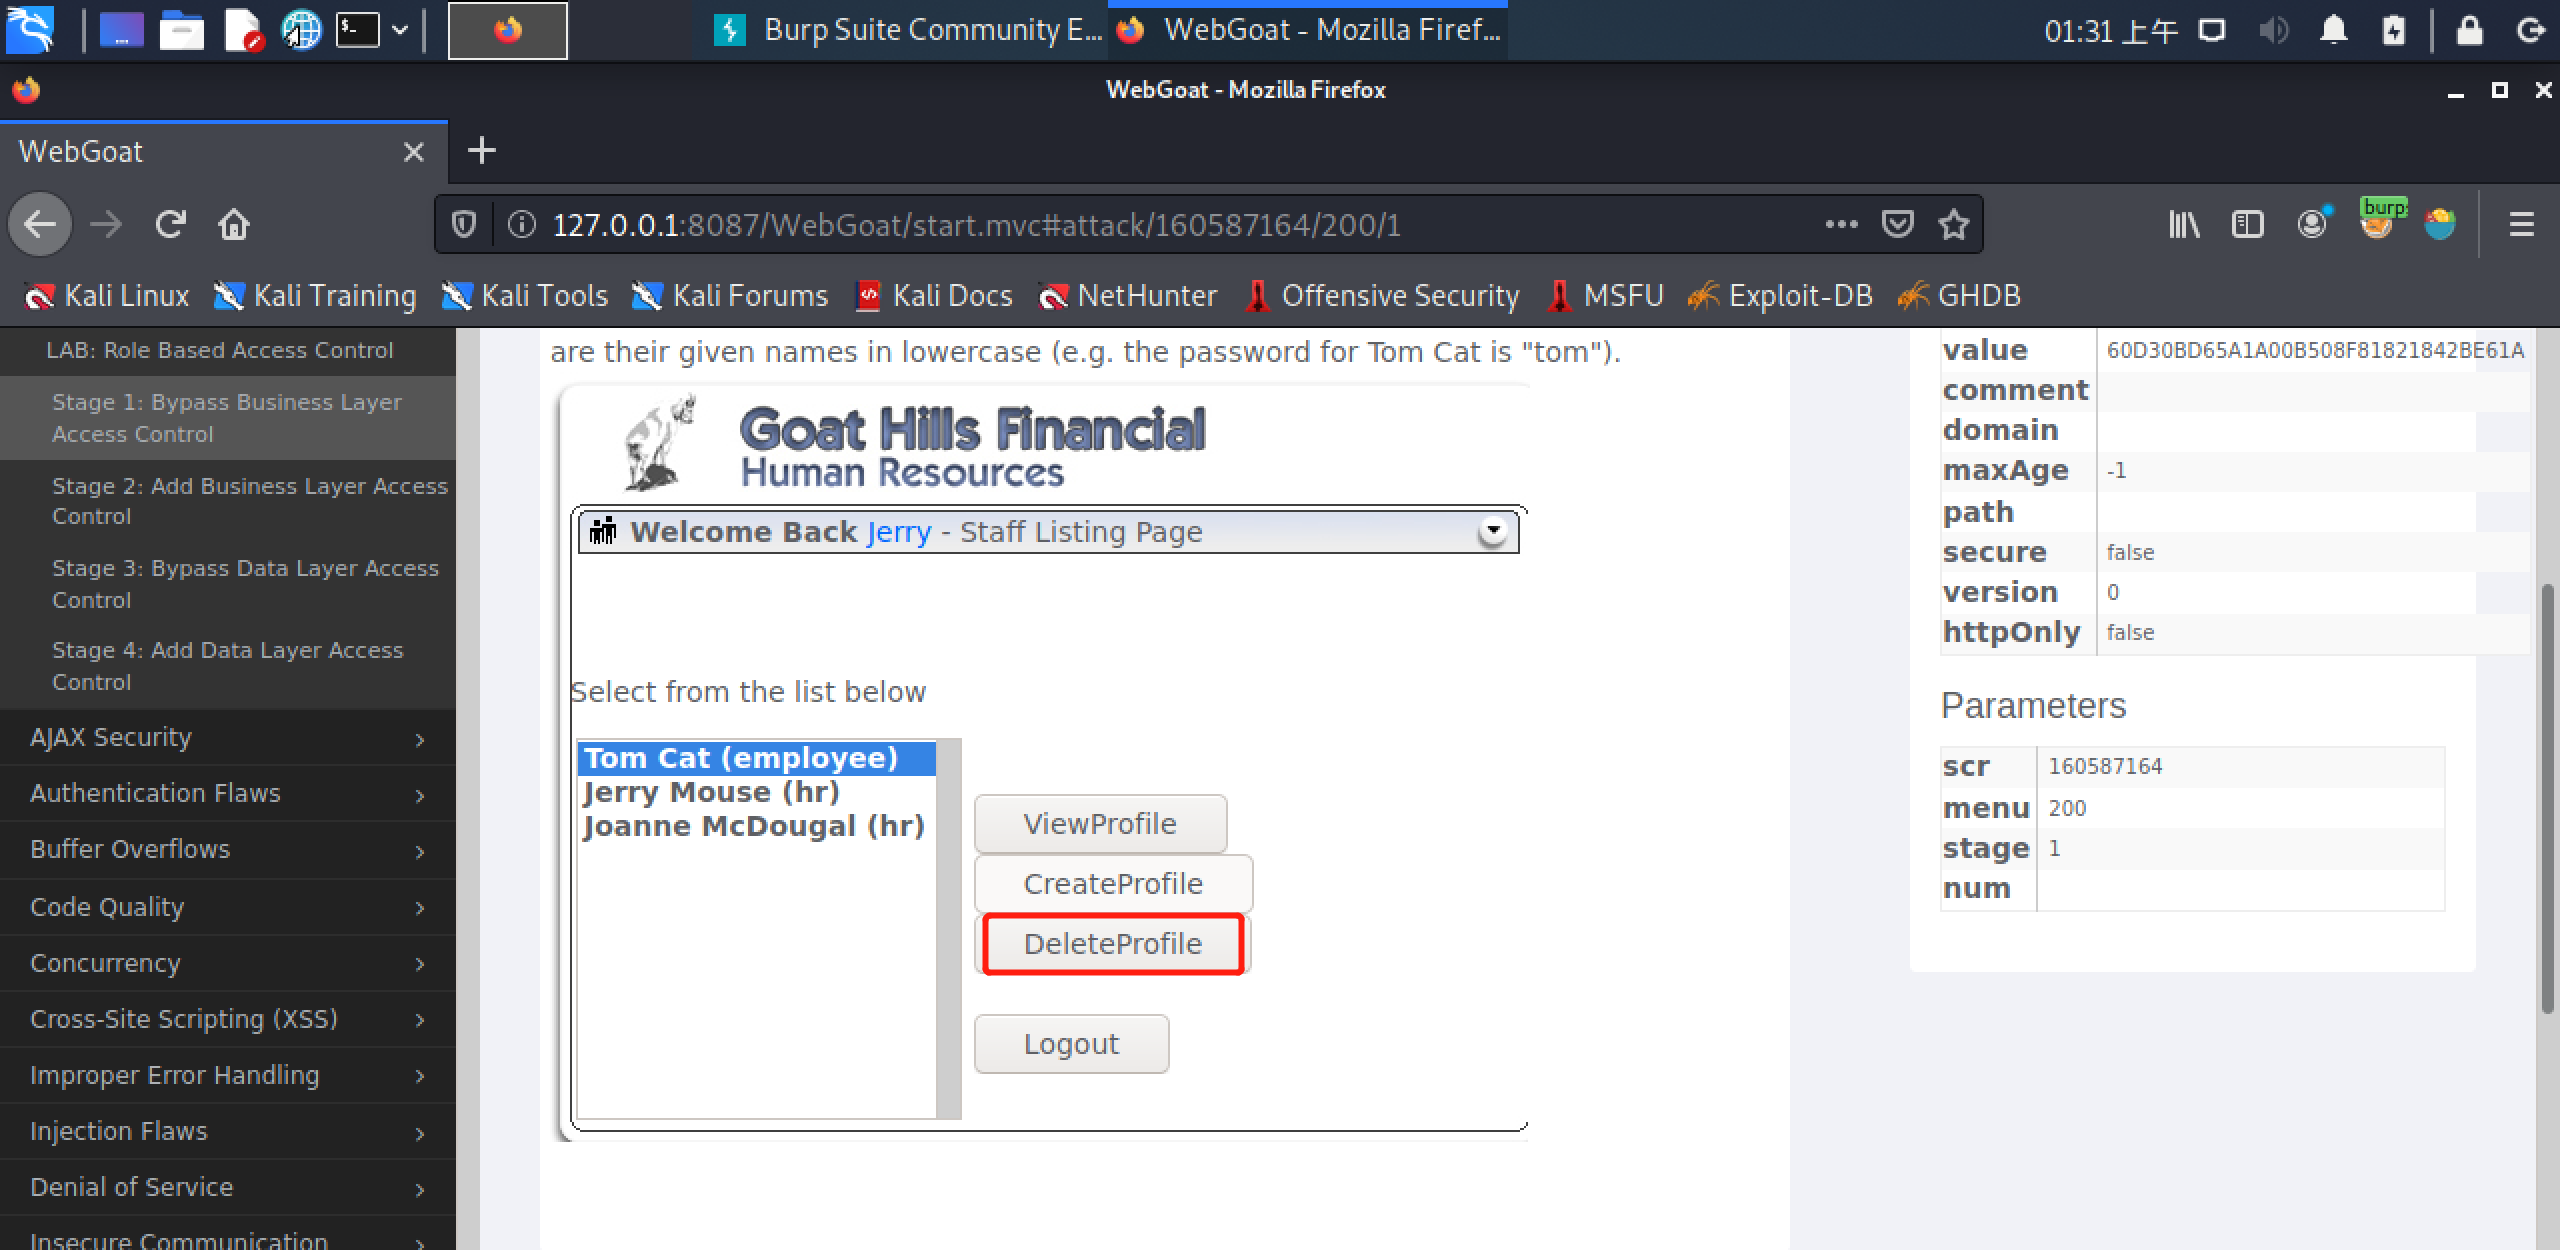 Burp Suite Community E...
WebGoat - Mozilla Firef...
01:31 上午
WebGoat - Mozilla Firefox
WebGoat
127.0.0.1:8087/WebGoat/start.mvc#attack/160587164/200/1
burp
Kali Linux
Kali Training
Kali Tools
Kali Forums
Kali Docs
NetHunter
Offensive Security
MSFU
Exploit-DB
GHDB
LAB: Role Based Access Control
Stage 1: Bypass Business Layer
Access Control
Stage 2: Add Business Layer Access
Control
Stage 3: Bypass Data Layer Access
Control
Stage 4: Add Data Layer Access
Control
AJAX Security
Authentication Flaws
Buffer Overflows
Code Quality
Concurrency
Cross-Site Scripting (XSS)
Improper Error Handling
Injection Flaws
Denial of Service
Insecure Communication
are their given names in lowercase (e.g. the password for Tom Cat is "tom").
Goat Hills Financial
Human Resources
Welcome Back Jerry - Staff Listing Page
Select from the list below
Tom Cat (employee)
Jerry Mouse (hr)
Joanne McDougal (hr)
ViewProfile
CreateProfile
DeleteProfile
Logout
value 60D30BD65A1A00B508F81821842BE61A
comment
domain
maxAge -1
path
secure false
version 0
httpOnly false
Parameters
scr 160587164
menu 200
stage 1
num